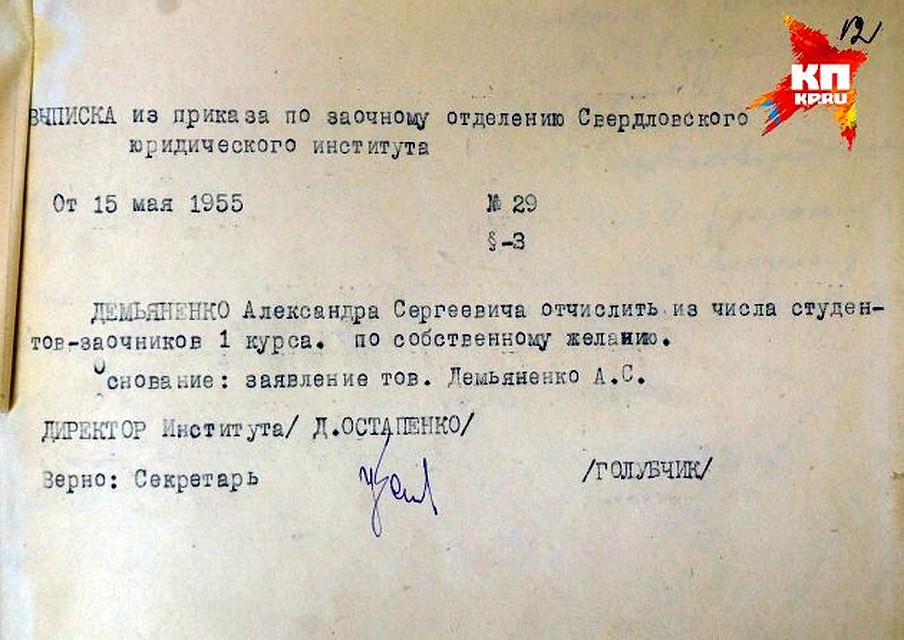 12
КП
KP.RU
ВЫПИСКА из приказа по заочному отделению Свердловского
юридического института
От 15 мая 1955
№ 29
§-3
ДЕМЬЯНЕНКО Александра Сергеевича отчислить из числа студен-
тов-заочников 1 курса. по собственному желанию.
Основание: заявление тов. Демьяненко А.С.
ДИРЕКТОР Института/ Д.ОСТАПЕНКО/
Верно: Секретарь /ГОЛУБЧИК/